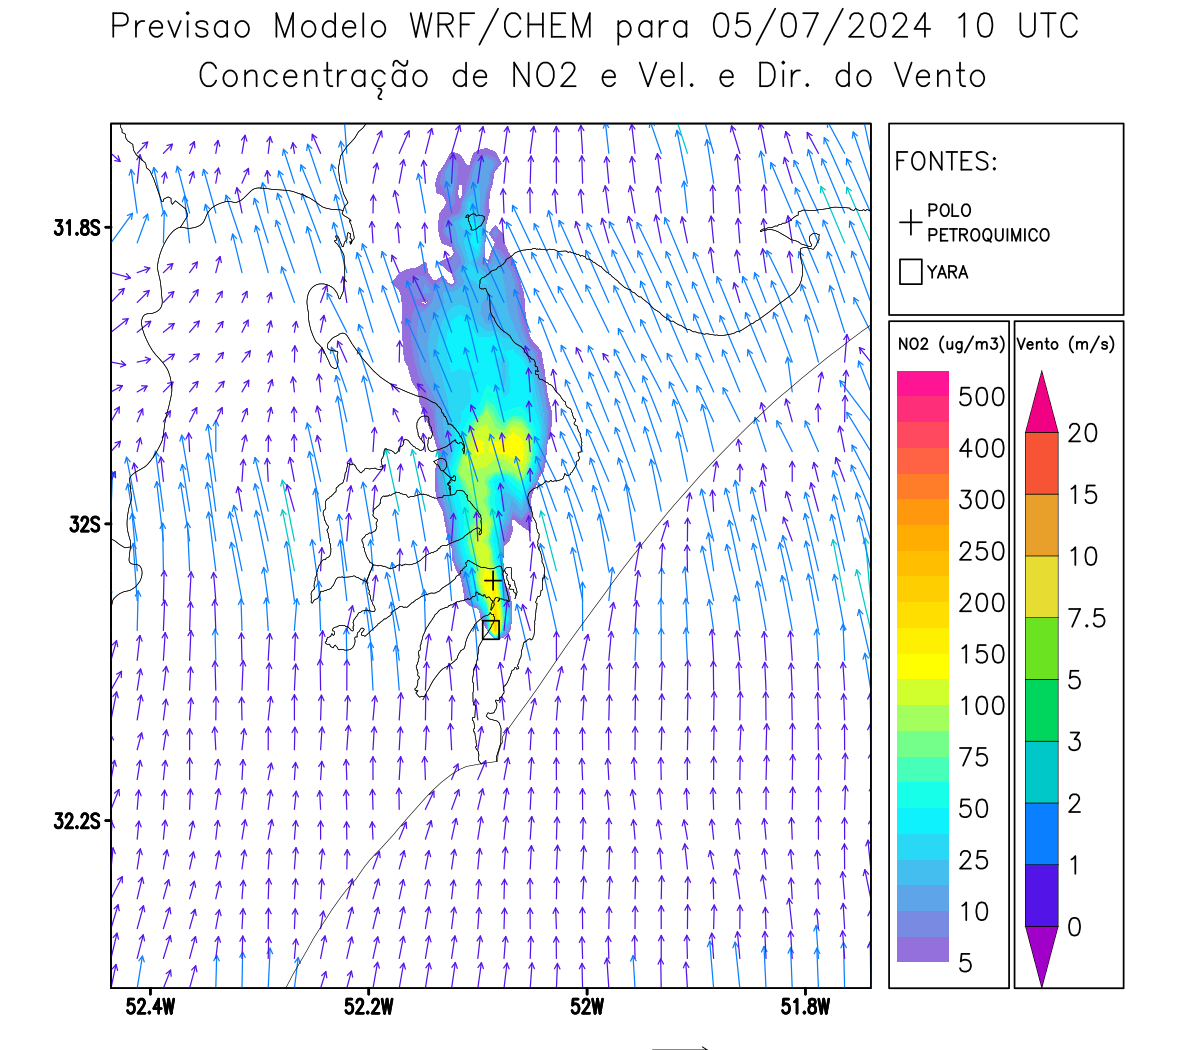 Previsao Modelo WRF/CHEM para 05/07/2024 10 UTC
Concentração de NO2 e Vel. e Dir. do Vento
FONTES:
POLO
PETROQUIMICO
YARA
NO2 (ug/m3)
500
400
300
250
200
150
100
75
50
25
10
5
Vento (m/s)
20
15
10
7.5
5
3
2
1
0
31.8S
32S
32.2S
52.4W
52.2W
52W
51.8W